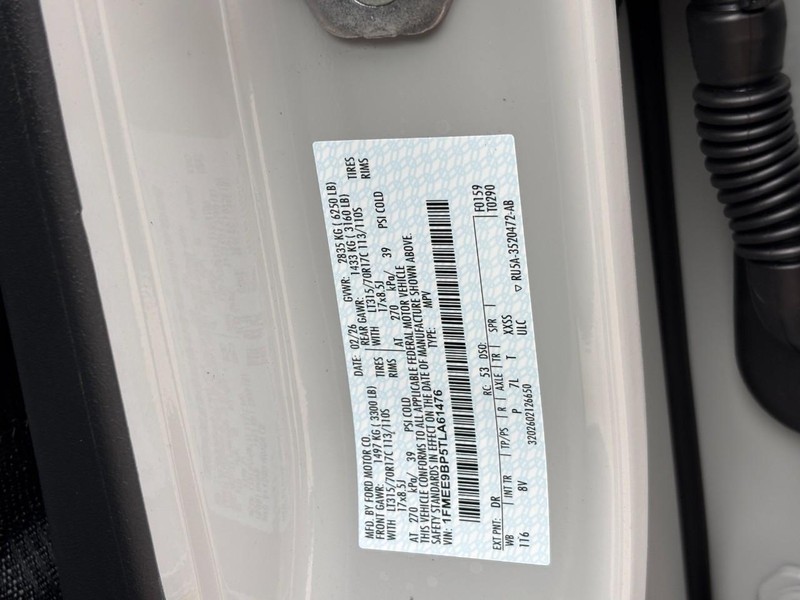 MFD. BY FORD MOTOR CO.
DATE: 02/26 GVWR: 2835 KG ( 6250 LB)
FRONT GAWR: 1497 KG ( 3300 LB) REAR GAWR: 1433 KG ( 3160 LB)
WITH LT315/70R17C 113/110S TIRES WITH LT315/70R17C 113/110S TIRES
17x8.5J RIMS 17x8.5J RIMS
AT 270 kPa/ 39 PSI COLD AT 270 kPa/ 39 PSI COLD
THIS VEHICLE CONFORMS TO ALL APPLICABLE FEDERAL MOTOR VEHICLE
SAFETY STANDARDS IN EFFECT ON THE DATE OF MANUFACTURE SHOWN ABOVE.
VIN: 1FMEE9BP5TLA61476 TYPE: MPV
F0159
T0290
EXT PNT: DR RC: 53 DSO:
WB INT TR TP/PS R AXLE TR SPR
116 8V P 7L T XXSS
ULC
3202602126650 ▽ RU5A-3520472-AB